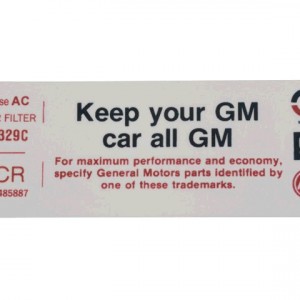 se AC
R FILTER
329C
CR
485887
Keep your GM
car all GM
For maximum performance and economy,
specify General Motors parts identified by
one of these trademarks.